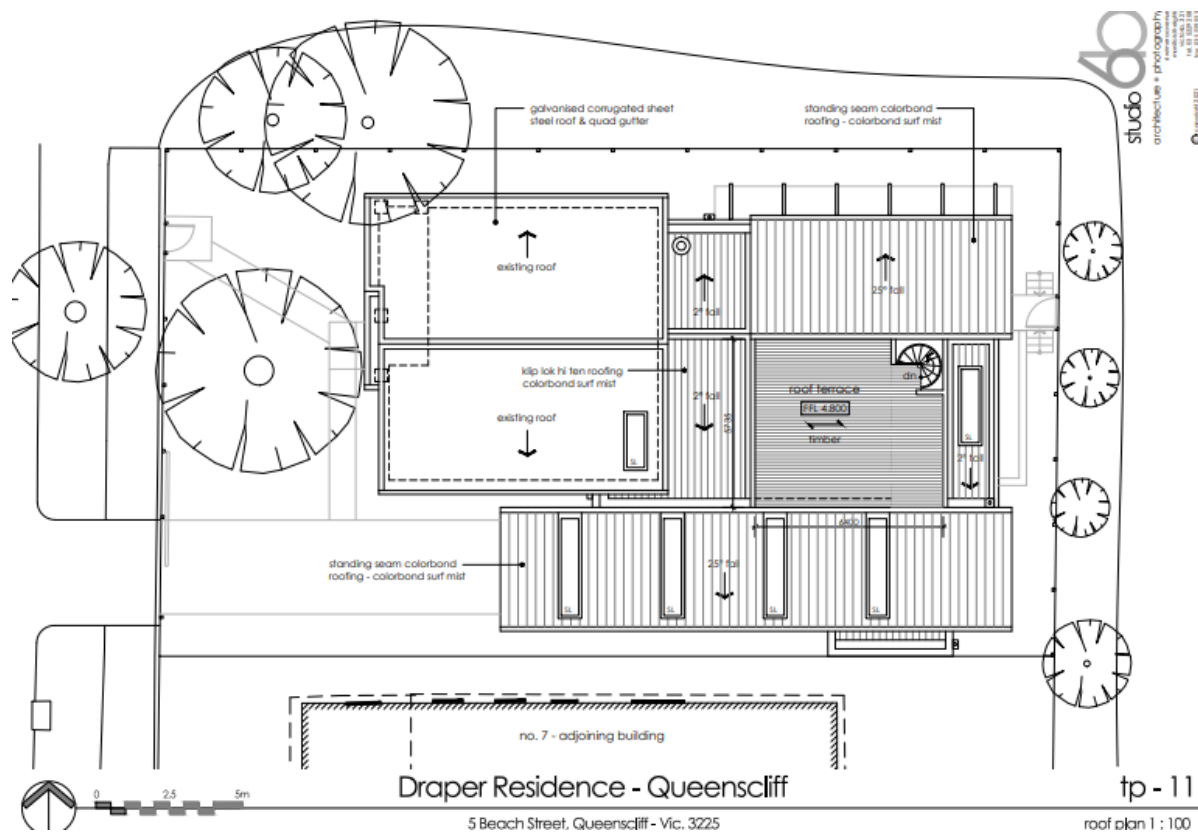 studio 60
architecture + photography
galvanised corrugated sheet
steel roof & quad gutter
standing seam colorbond
roofing - colorbond surf mist
existing roof
2° fall
25° fall
klip lok hi ten roofing
colorbond surf mist
existing roof
SL
2° fall
5735
roof terrace
FFL 4.800
timber
dn
SL
2° fall
6400
standing seam colorbond
roofing - colorbond surf mist
25° fall
SL
SL
SL
SL
no. 7 - adjoining building
0 2.5 5m
Draper Residence - Queenscliff
tp - 11
5 Beach Street, Queenscliff - Vic. 3225
roof plan 1 : 100